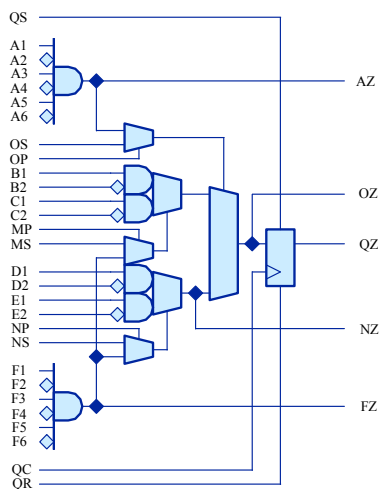 QS
A1
A2
A3
A4
A5
A6
AZ
OS
OP
B1
B2
C1
C2
MP
MS
OZ
QZ
D1
D2
E1
E2
NP
NS
NZ
F1
F2
F3
F4
F5
F6
FZ
QC
QR